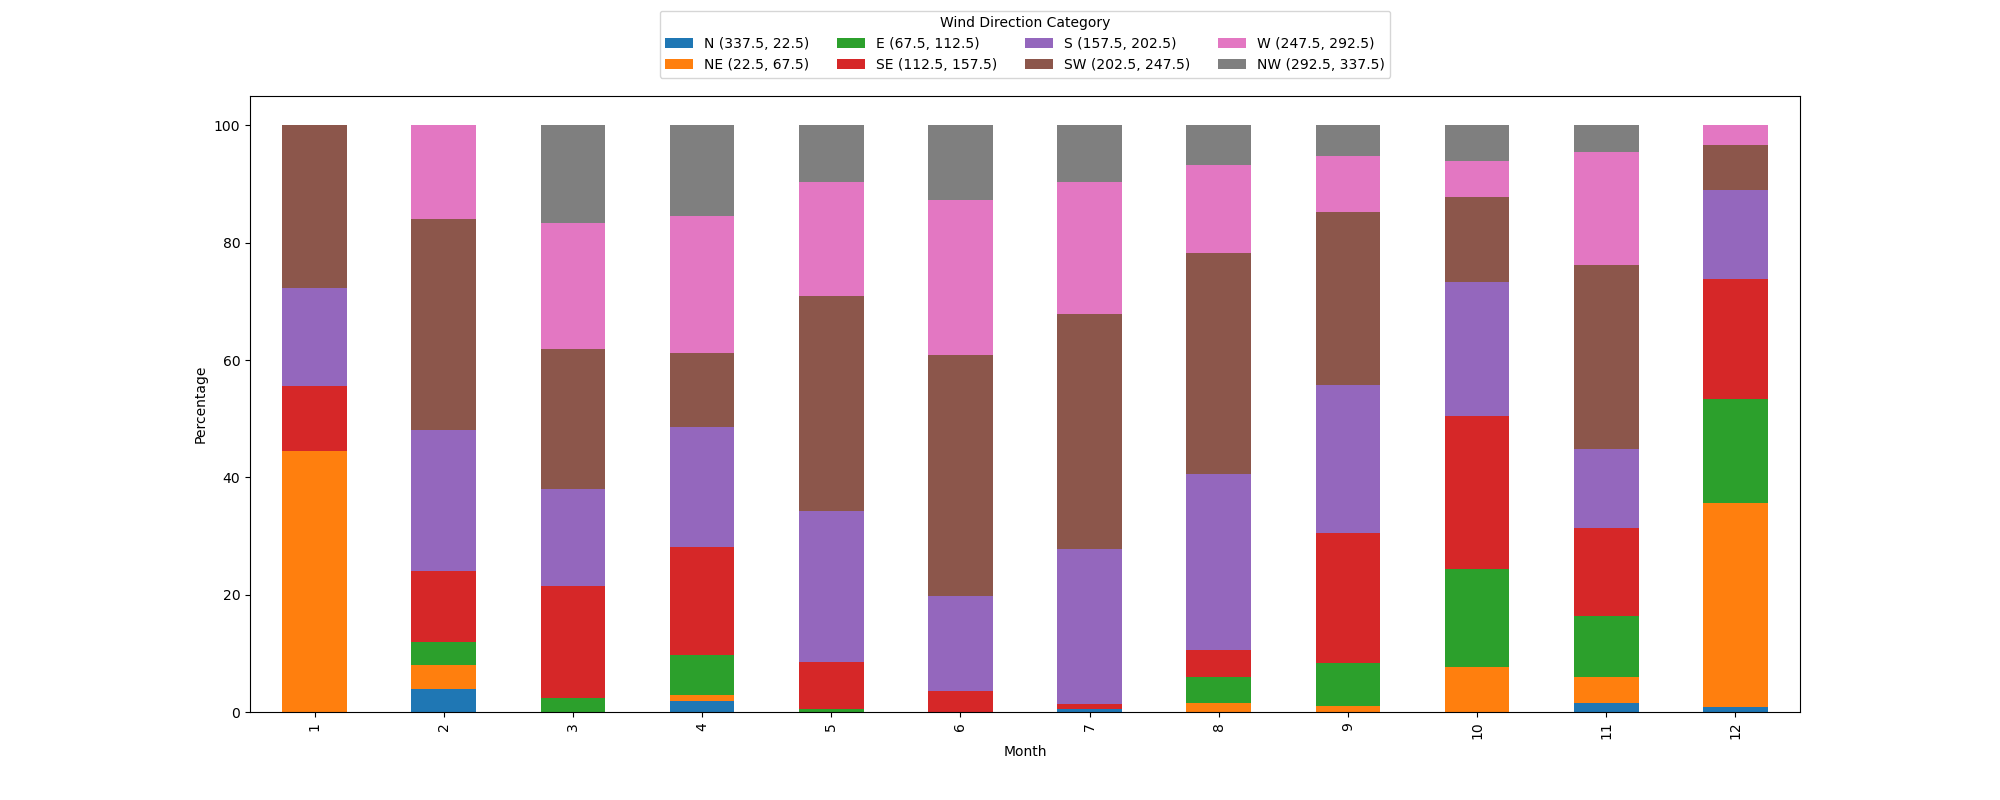 Wind Direction Category
N (337.5, 22.5) E (67.5, 112.5) S (157.5, 202.5) W (247.5, 292.5)
NE (22.5, 67.5) SE (112.5, 157.5) SW (202.5, 247.5) NW (292.5, 337.5)
100
80
60
40
20
0
Percentage
1 2 3 4 5 6 7 8 9 10 11 12
Month